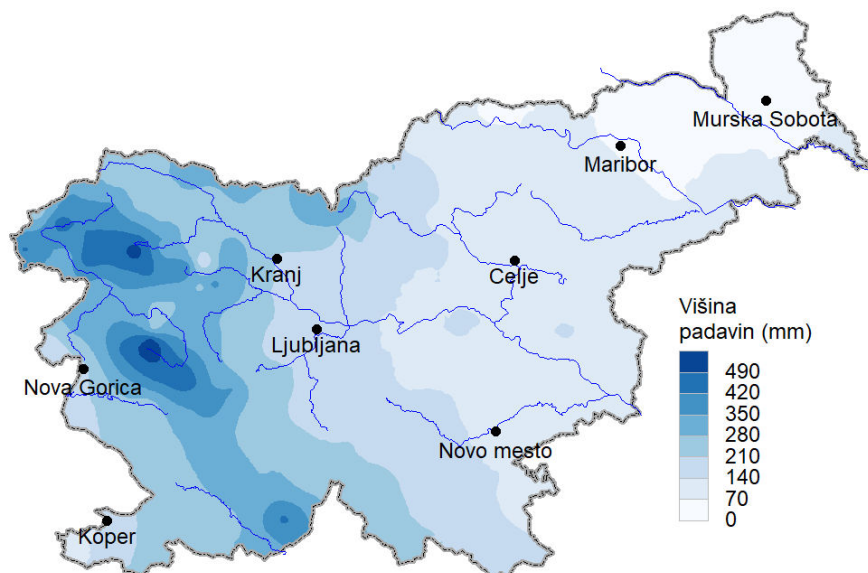 Murska Sobota
Maribor
Kranj
Celje
Ljubljana
Nova Gorica
Novo mesto
Koper
Višina
padavin (mm)
490
420
350
280
210
140
70
0